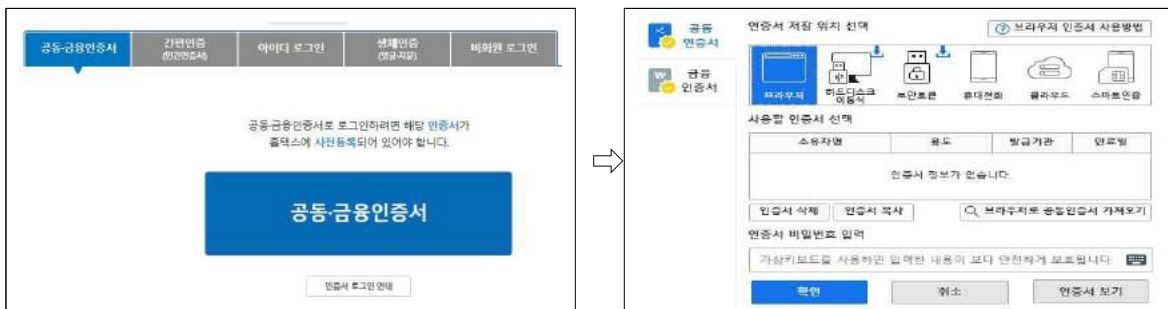 공동·금융인증서
간편인증
(민간인증서)
아이디 로그인
생체인증
(얼굴·지문)
비회원 로그인
공동·금융인증서로 로그인하려면 해당 인증서가
홈택스에 사전등록되어 있어야 합니다.
공동·금융인증서
인증서 로그인 안내
공동
인증서
금융
인증서
인증서 저장 위치 선택
브라우저 인증서 사용방법
브라우저
하드디스크
이동식
보안토큰
휴대전화
클라우드
스마트인증
사용할 인증서 선택
소유자명
용도
발급기관
만료일
인증서 정보가 없습니다.
인증서 삭제
인증서 복사
브라우저로 공동인증서 가져오기
인증서 비밀번호 입력
가상키보드를 사용하면 입력한 내용이 보다 안전하게 보호됩니다.
확인
취소
인증서 보기